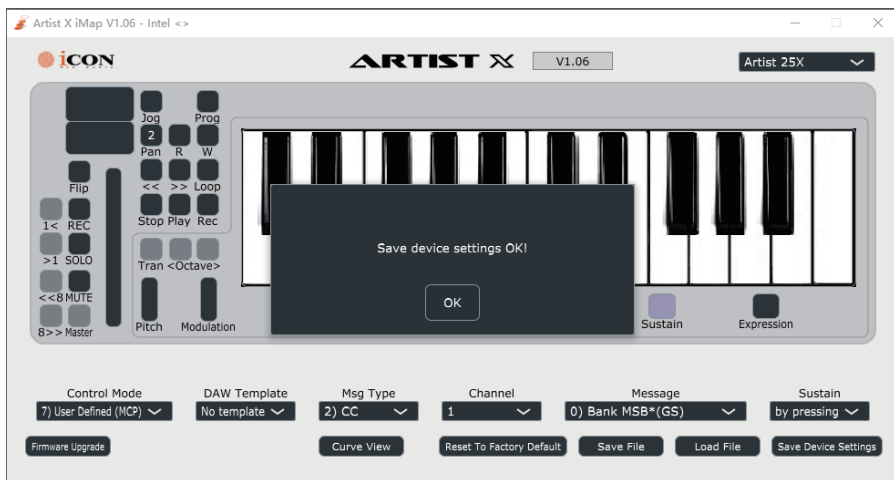 Artist X iMap V1.06 - Intel <>
iCON
ARTIST X
V1.06
Artist 25X
Jog
Prog
2
Pan
R
W
Flip
<<
>>
Loop
Stop
Play
Rec
1<
REC
>1
SOLO
Tran
<Octave>
<<8
MUTE
8>>
Master
Pitch
Modulation
Save device settings OK!
OK
Sustain
Expression
Control Mode
DAW Template
Msg Type
Channel
Message
Sustain
7) User Defined (MCP)
No template
2) CC
1
0) Bank MSB*(GS)
by pressing
Firmware Upgrade
Curve View
Reset To Factory Default
Save File
Load File
Save Device Settings